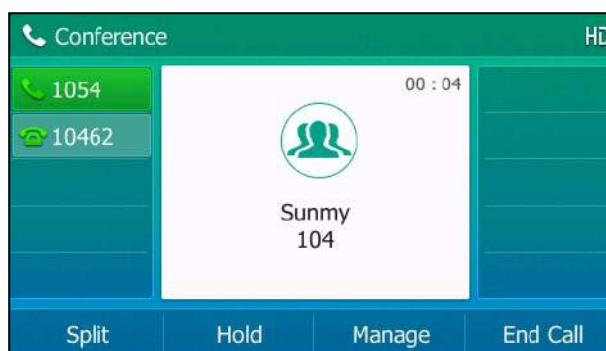 Conference HD
1054
10462
00 : 04
Sunmy
104
Split Hold Manage End Call